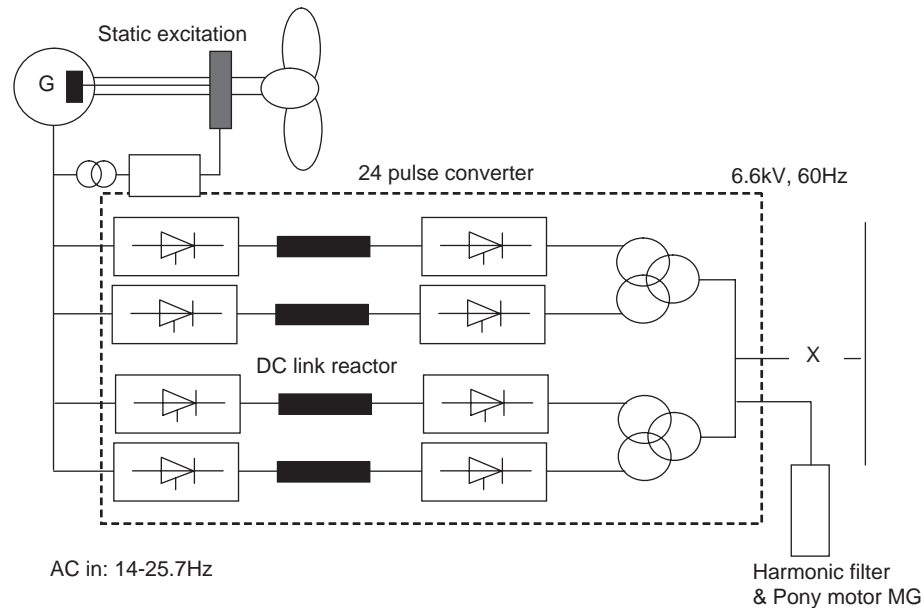 Static excitation
G
24 pulse converter
6.6kV, 60Hz
DC link reactor
X
AC in: 14-25.7Hz
Harmonic filter
& Pony motor MG